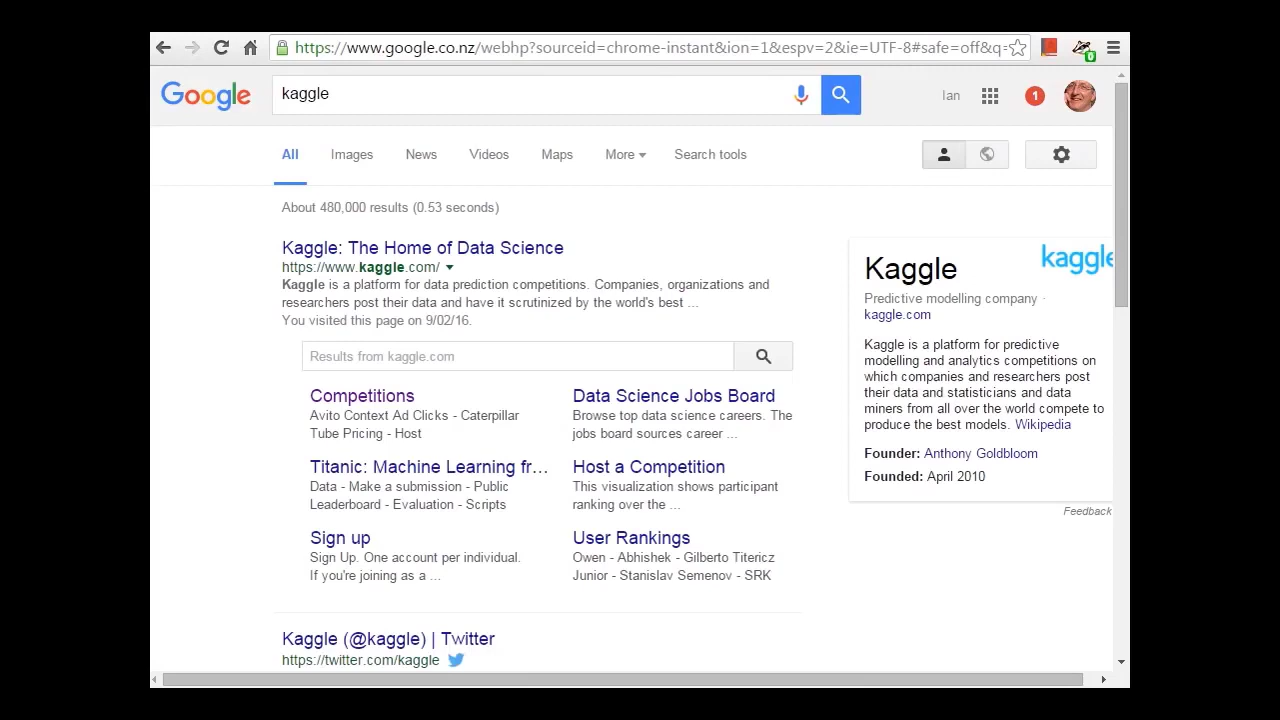 https://www.google.co.nz/webhp?sourceid=chrome-instant&ion=1&espv=2&ie=UTF-8#safe=off&q=
0
Google
kaggle
Ian
1
All Images News Videos Maps More Search tools
About 480,000 results (0.53 seconds)
Kaggle: The Home of Data Science
https://www.kaggle.com/
Kaggle is a platform for data prediction competitions. Companies, organizations and
researchers post their data and have it scrutinized by the world's best ...
You visited this page on 9/02/16.
Results from kaggle.com
Competitions
Avito Context Ad Clicks - Caterpillar
Tube Pricing - Host
Data Science Jobs Board
Browse top data science careers. The
jobs board sources career ...
Titanic: Machine Learning fr...
Data - Make a submission - Public
Leaderboard - Evaluation - Scripts
Host a Competition
This visualization shows participant
ranking over the ...
Sign up
Sign Up. One account per individual.
If you're joining as a ...
User Rankings
Owen - Abhishek - Gilberto Titericz
Junior - Stanislav Semenov - SRK
Kaggle (@kaggle) | Twitter
https://twitter.com/kaggle
kaggle
Kaggle
Predictive modelling company ·
kaggle.com
Kaggle is a platform for predictive
modelling and analytics competitions on
which companies and researchers post
their data and statisticians and data
miners from all over the world compete to
produce the best models. Wikipedia
Founder: Anthony Goldbloom
Founded: April 2010
Feedback